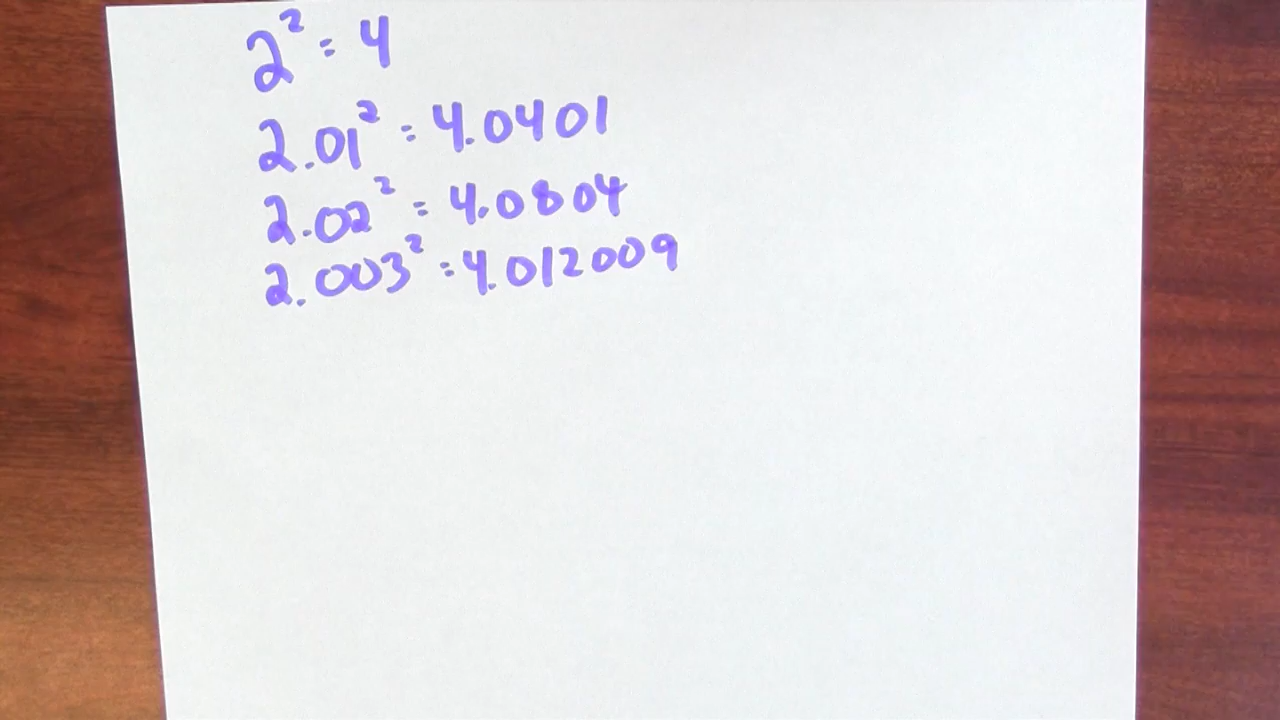 2² = 4
2.01² = 4.0401
2.02² = 4.0804
2.003² = 4.012009